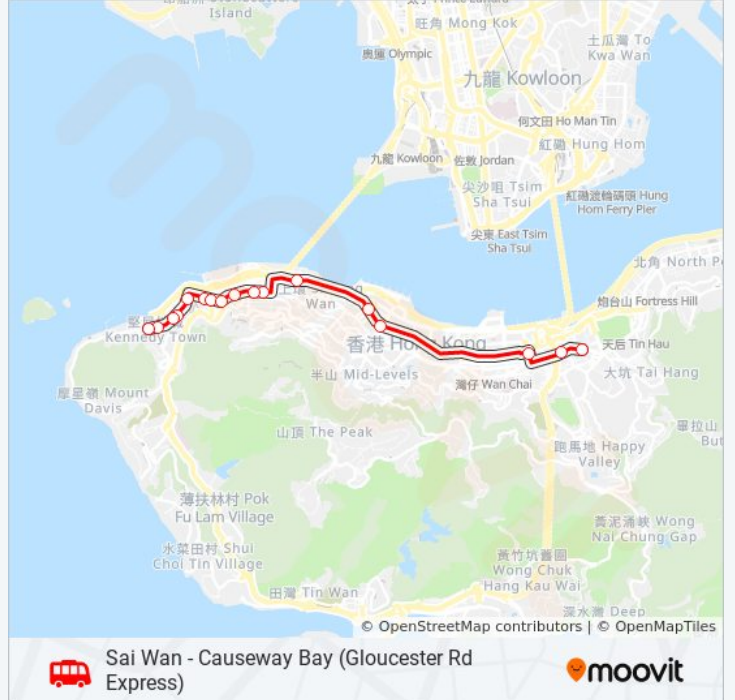 Island
旺角 Mong Kok
土瓜灣 To
Kwa Wan
奧運 Olympic
九龍 Kowloon
何文田 Ho Man Tin
紅磡 Hung Hom
九龍 Kowloon
佐敦 Jordan
尖沙咀 Tsim
Sha Tsui
紅磡渡輪碼頭 Hung
Hom Ferry Pier
尖東 East Tsim
Sha Tsui
北角 North P
炮台山 Fortress Hill
Wan
Kennedy Town
香港 Hong Kong
天后 Tin Hau
半山 Mid-Levels
灣仔 Wan Chai
大坑 Tai Hang
摩星嶺 Mount
Davis
山頂 The Peak
畢拉山
But
跑馬地 Happy
Valley
薄扶林村 Pok
Fu Lam Village
黃泥涌峽 Wong
Nai Chung Gap
水菜田村 Shui
Choi Tin Village
黃竹坑舊圍
Wong Chuk
Hang Kau Wai
田灣 Tin Wan
深水灣 Deep
© OpenStreetMap contributors | © OpenMapTiles
Sai Wan - Causeway Bay (Gloucester Rd
Express)
moovit